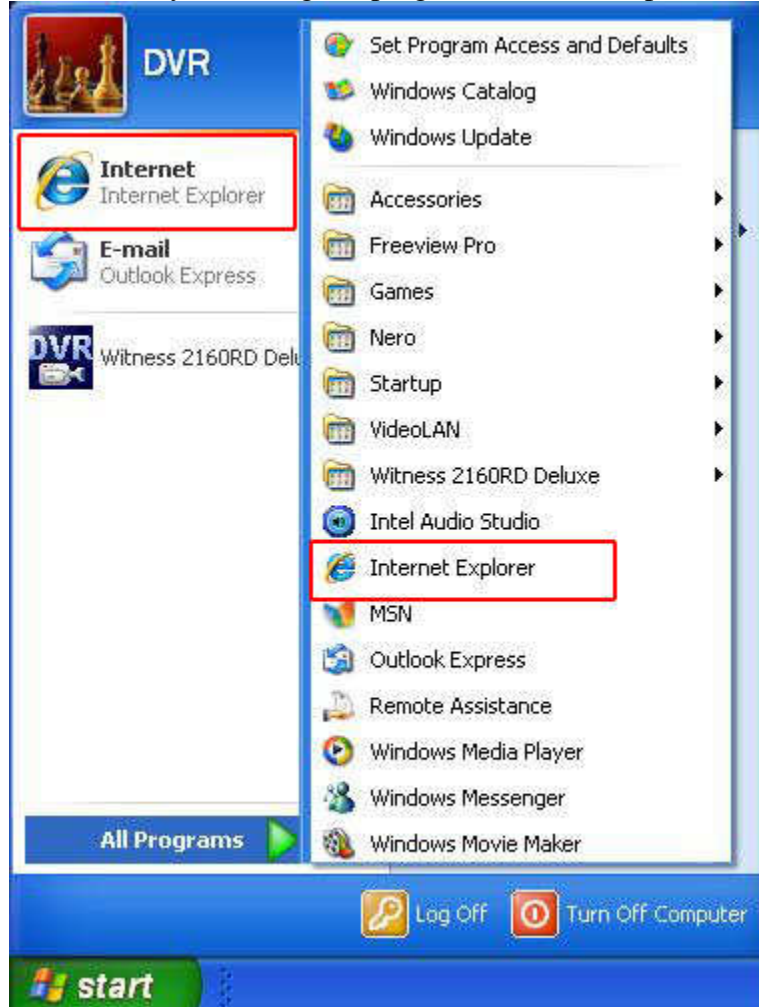 DVR
Internet
Internet Explorer
E-mail
Outlook Express
DVR
Witness 2160RD Delu
All Programs
Set Program Access and Defaults
Windows Catalog
Windows Update
Accessories
Freeview Pro
Games
Nero
Startup
VideoLAN
Witness 2160RD Deluxe
Intel Audio Studio
Internet Explorer
MSN
Outlook Express
Remote Assistance
Windows Media Player
Windows Messenger
Windows Movie Maker
Log Off
Turn Off Computer
start